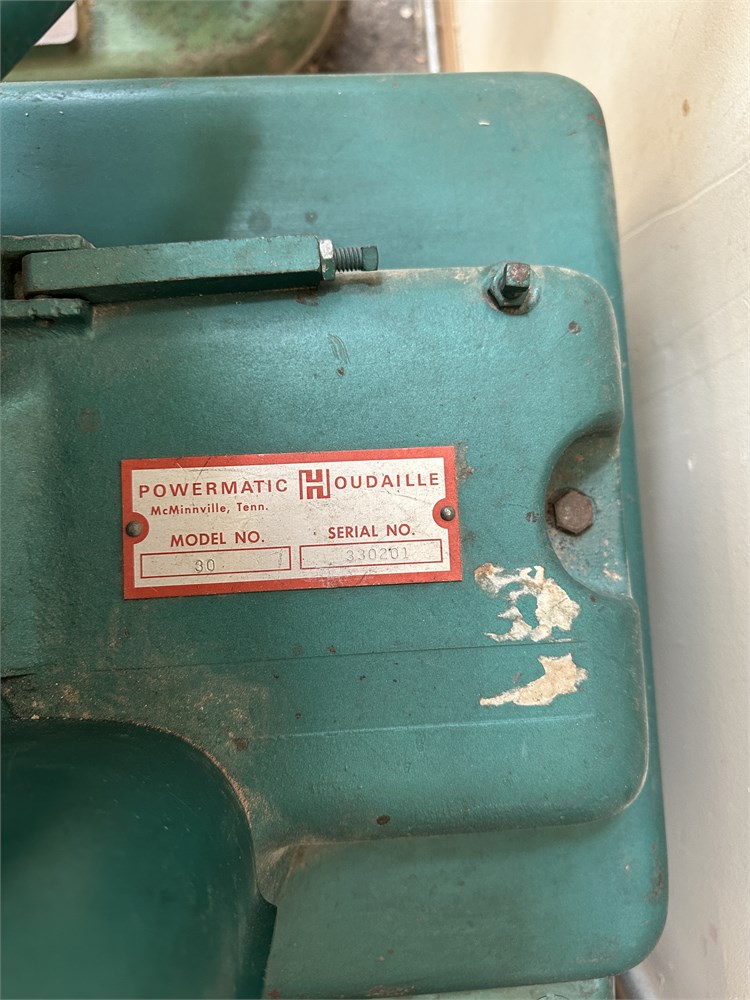 POWERMATIC HOUDAILLE
McMinnville, Tenn.
MODEL NO. SERIAL NO.
30 330201